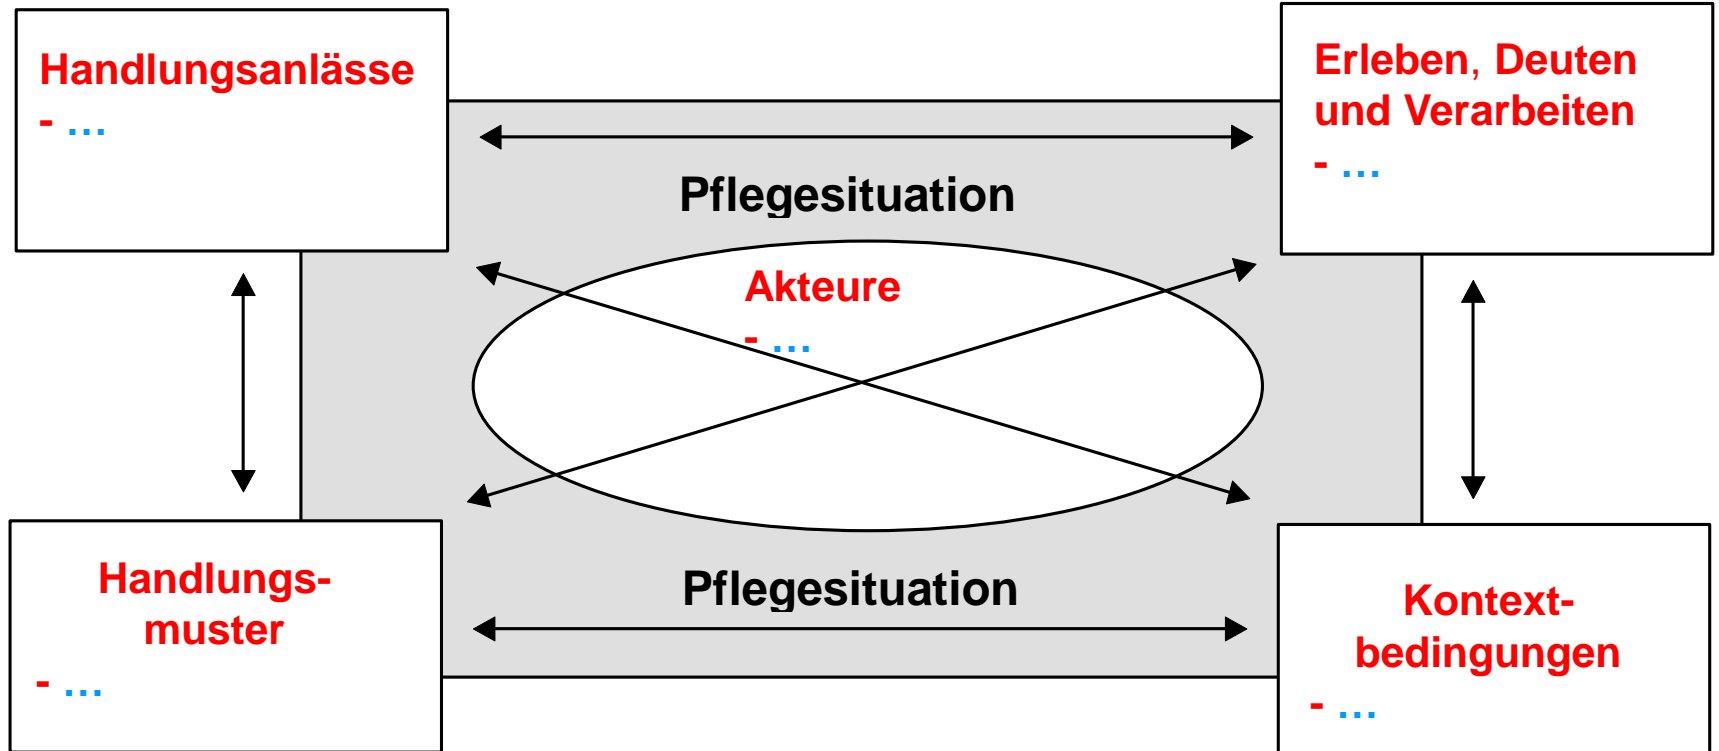 Handlungsanlässe
- ...
Erleben, Deuten
und Verarbeiten
- ...
Pflegesituation
Akteure
- ...
Handlungs-
muster
- ...
Pflegesituation
Kontext-
bedingungen
- ...